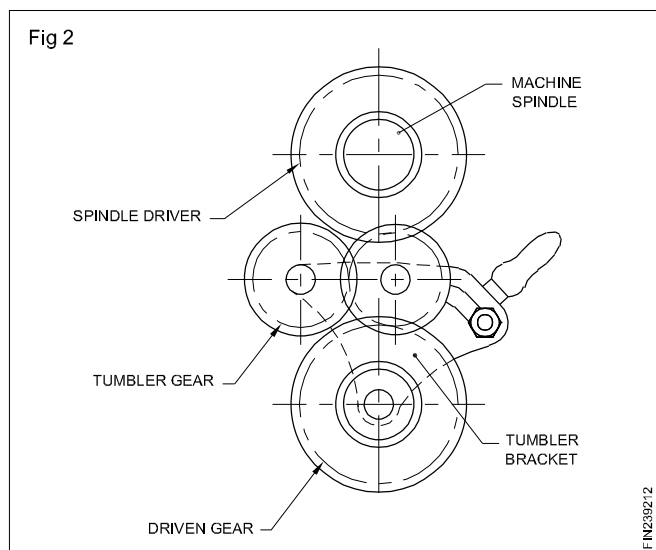 Fig 2
MACHINE
SPINDLE
SPINDLE DRIVER
TUMBLER GEAR
TUMBLER
BRACKET
DRIVEN GEAR
FIN239212